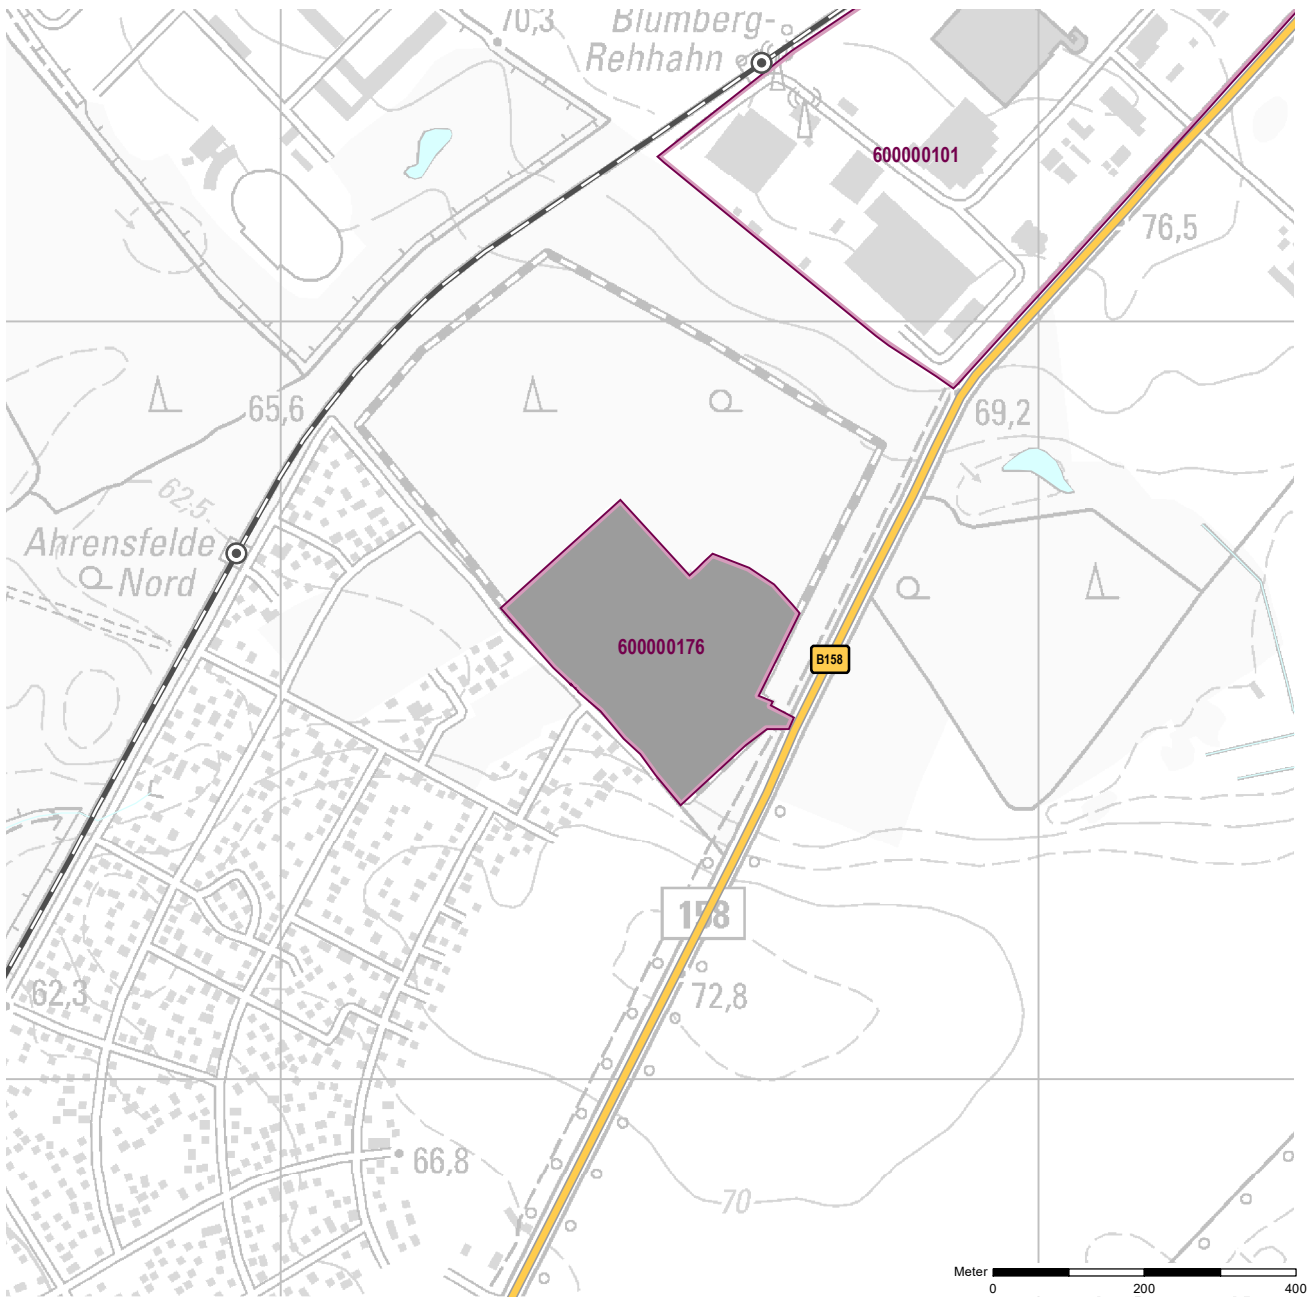 70,3
Blumberg-
Rehhahn
600000101
76,5
65,6
69,2
62,5
Ahrensfelde
Nord
600000176
B158
158
62,3
72,8
66,8
70
Meter
0
200
400